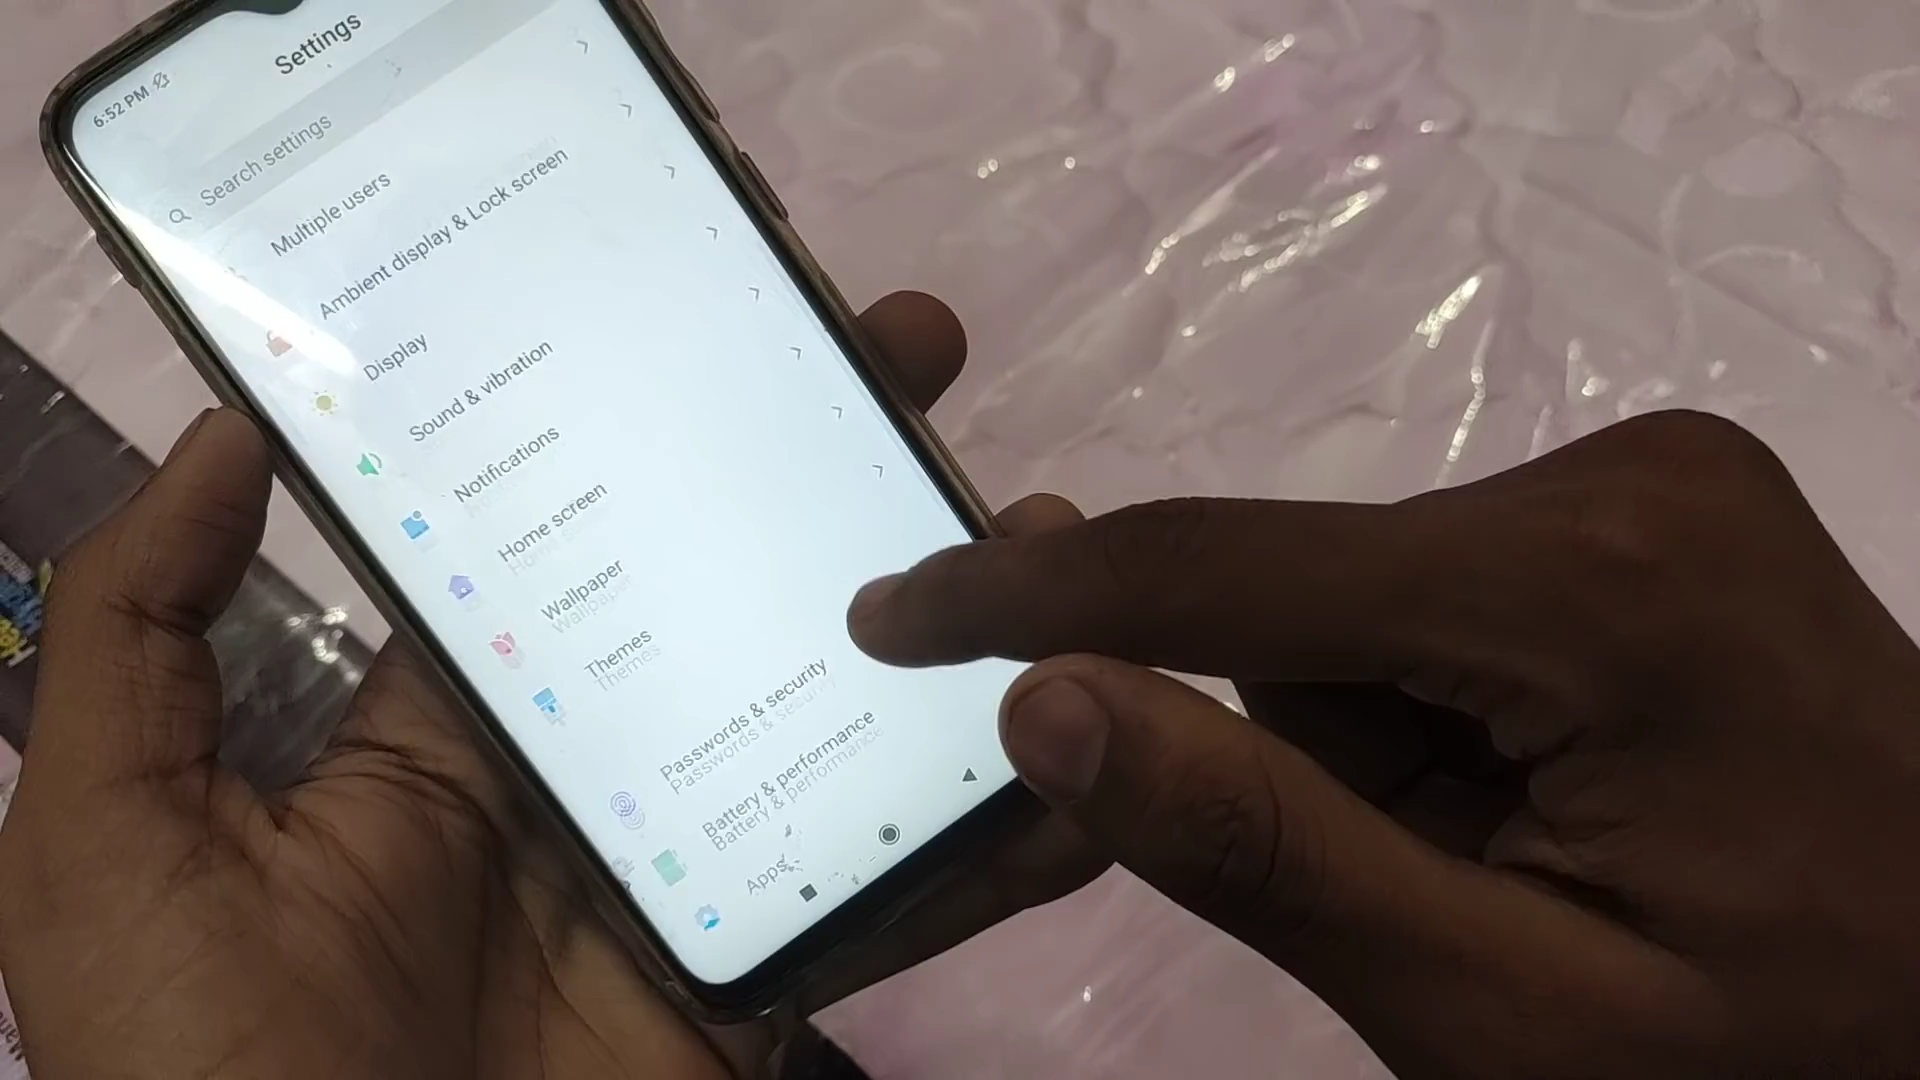 6:52 PM
Settings
Search settings
Multiple users
Ambient display & Lock screen
Display
Sound & vibration
Notifications
Home screen
Wallpaper
Themes
Passwords & security
Battery & performance
Apps